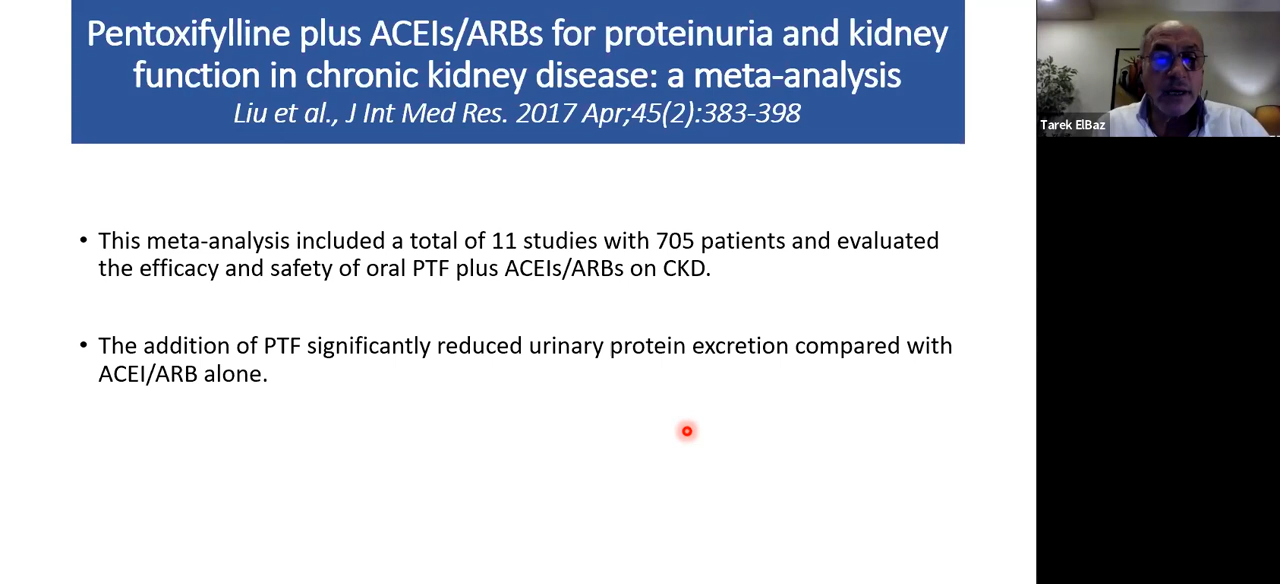 Pentoxifylline plus ACEIs/ARBs for proteinuria and kidney
function in chronic kidney disease: a meta-analysis
Liu et al., J Int Med Res. 2017 Apr;45(2):383-398
Tarek ElBaz
• This meta-analysis included a total of 11 studies with 705 patients and evaluated
the efficacy and safety of oral PTF plus ACEIs/ARBs on CKD.
• The addition of PTF significantly reduced urinary protein excretion compared with
ACEI/ARB alone.